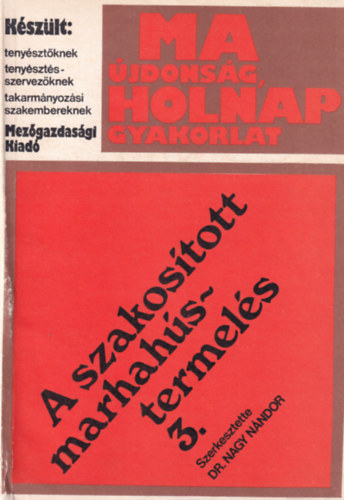 Készült:
tenyésztőknek
tenyésztés-
szervezőknek
takarmányozási
szakembereknek
Mezőgazdasági
Kiadó
MA
ÚJDONSÁG,
HOLNAP
GYAKORLAT
A szakosított
marhahús~
termelés
3.
Szerkesztette
DR. NAGY NÁNDOR